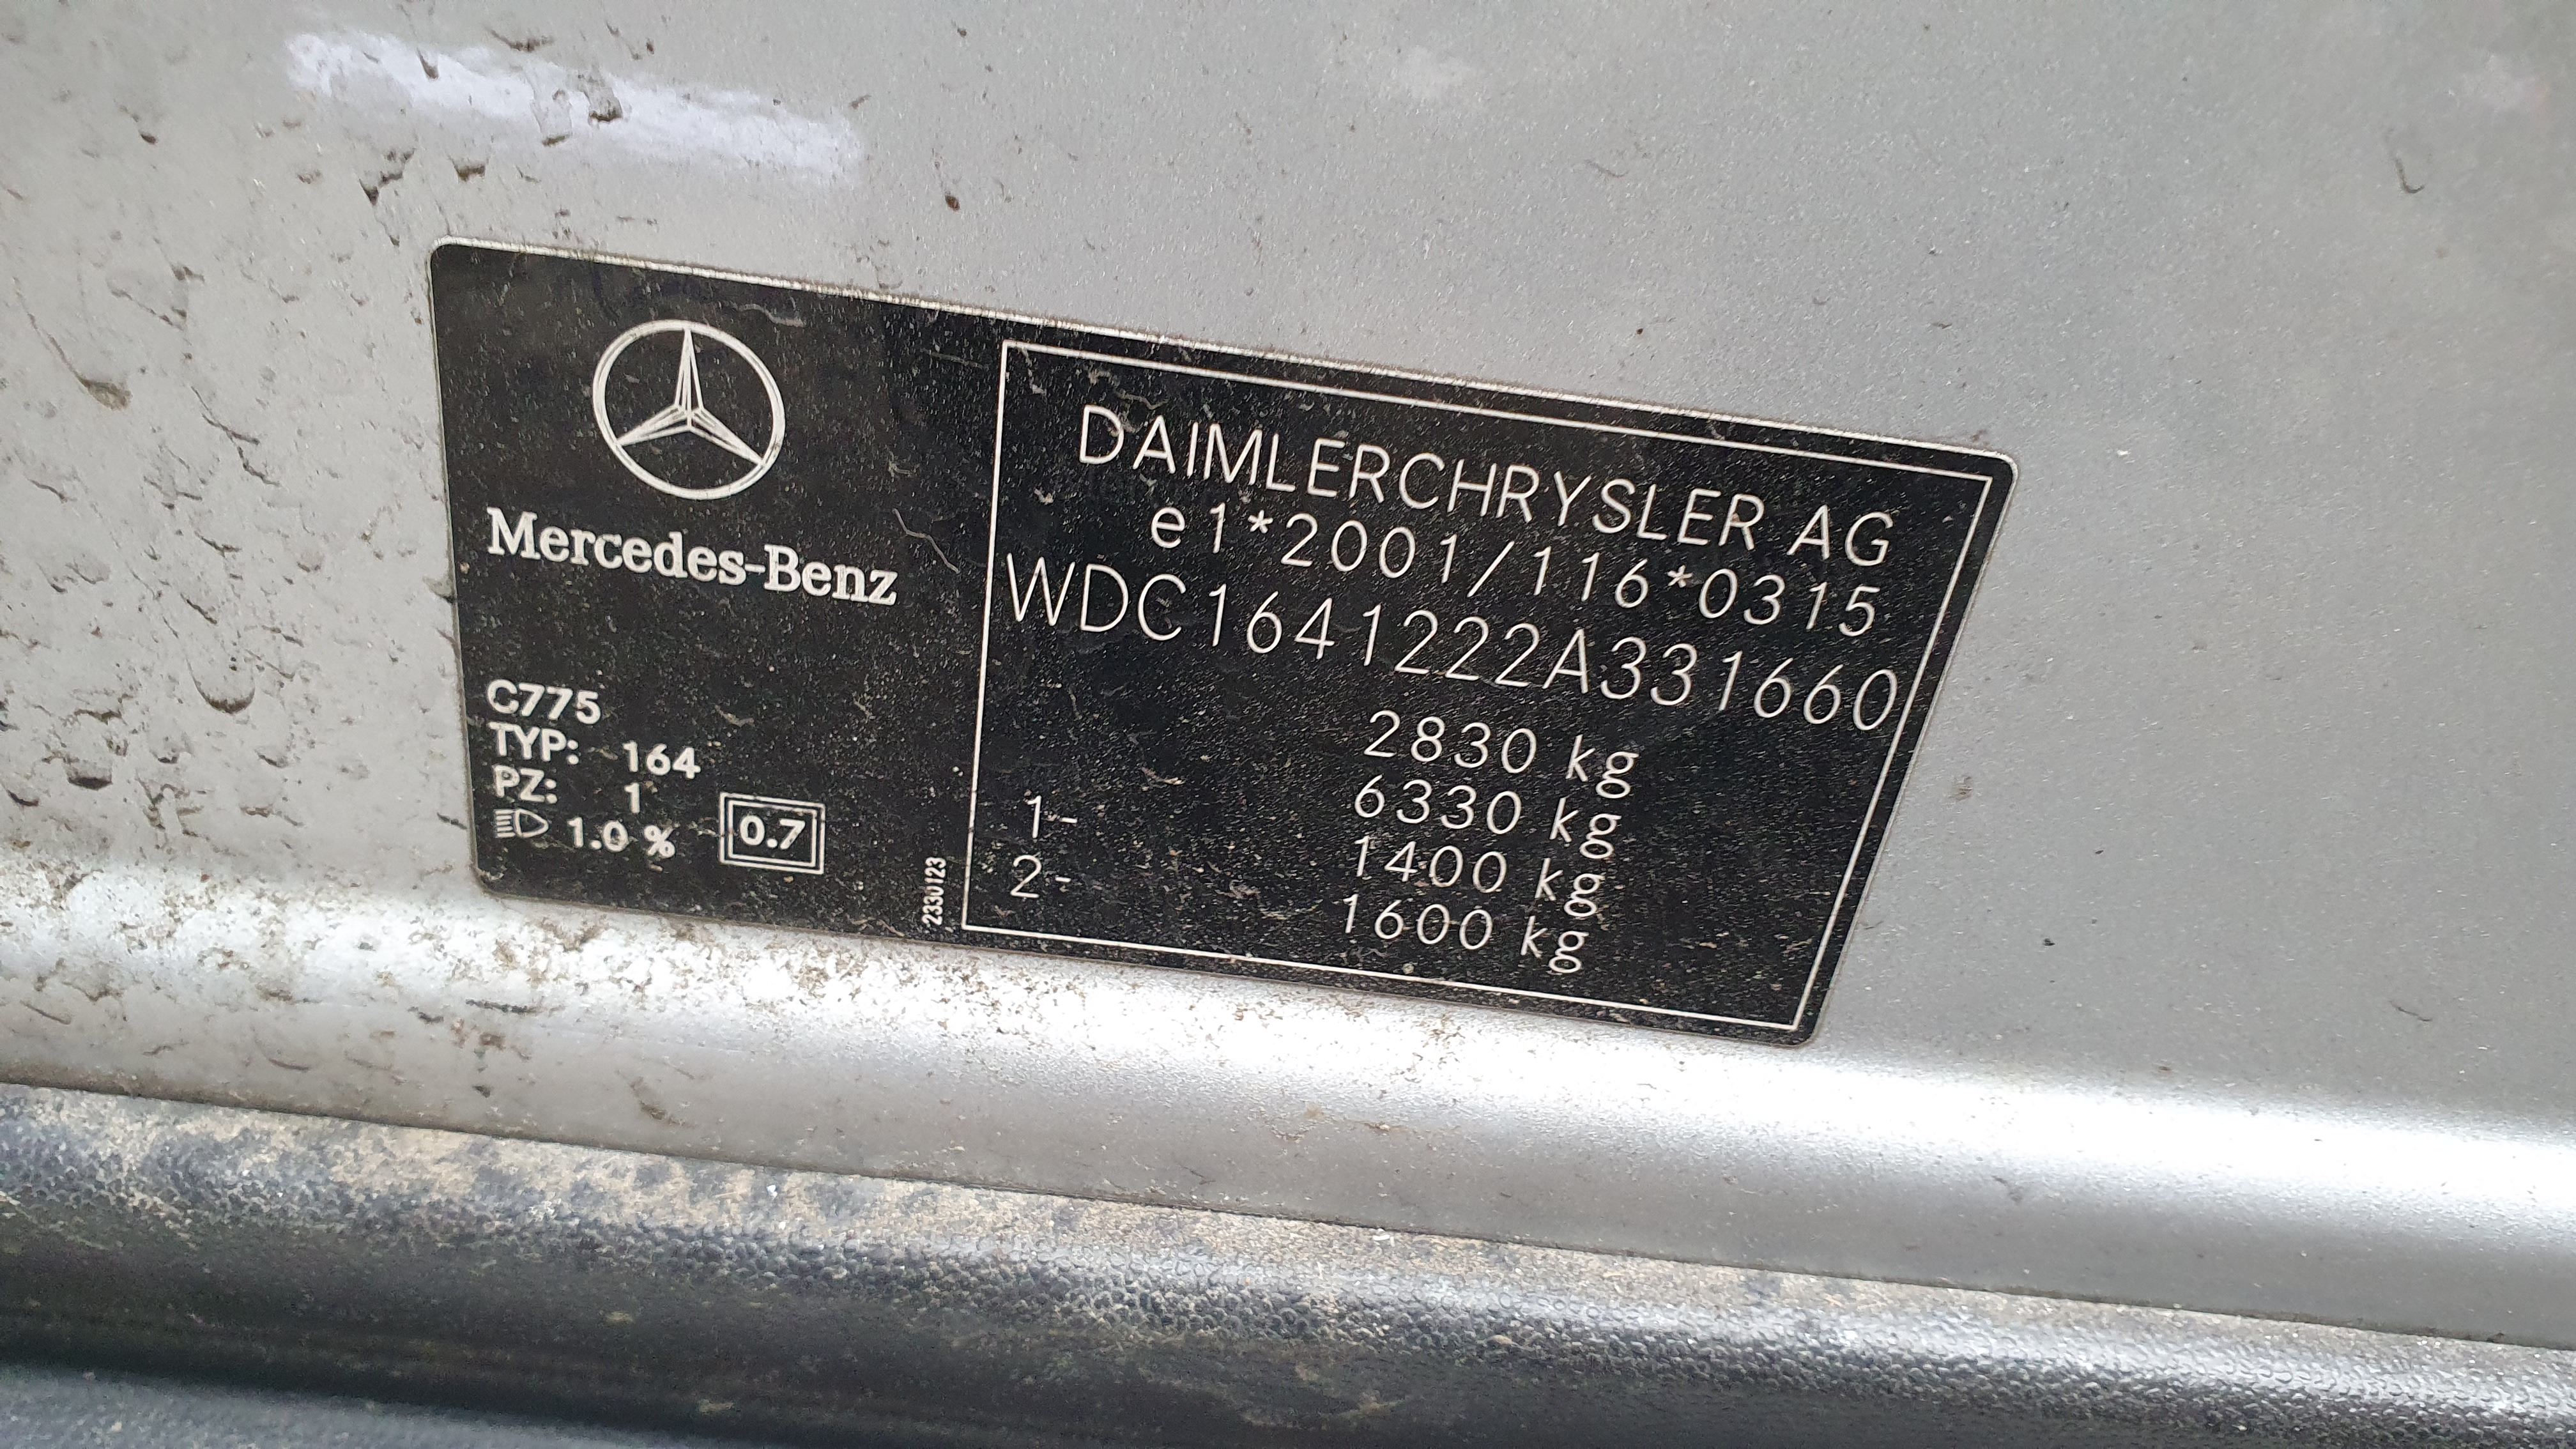 Mercedes-Benz
C775
TYP: 164
PZ: 1
1.0 %
0.7
2330123
DAIMLERCHRYSLER AG
e1*2001/116*0315
WDC1641222A331660
2830 kg
6330 kg
1- 1400 kg
2- 1600 kg